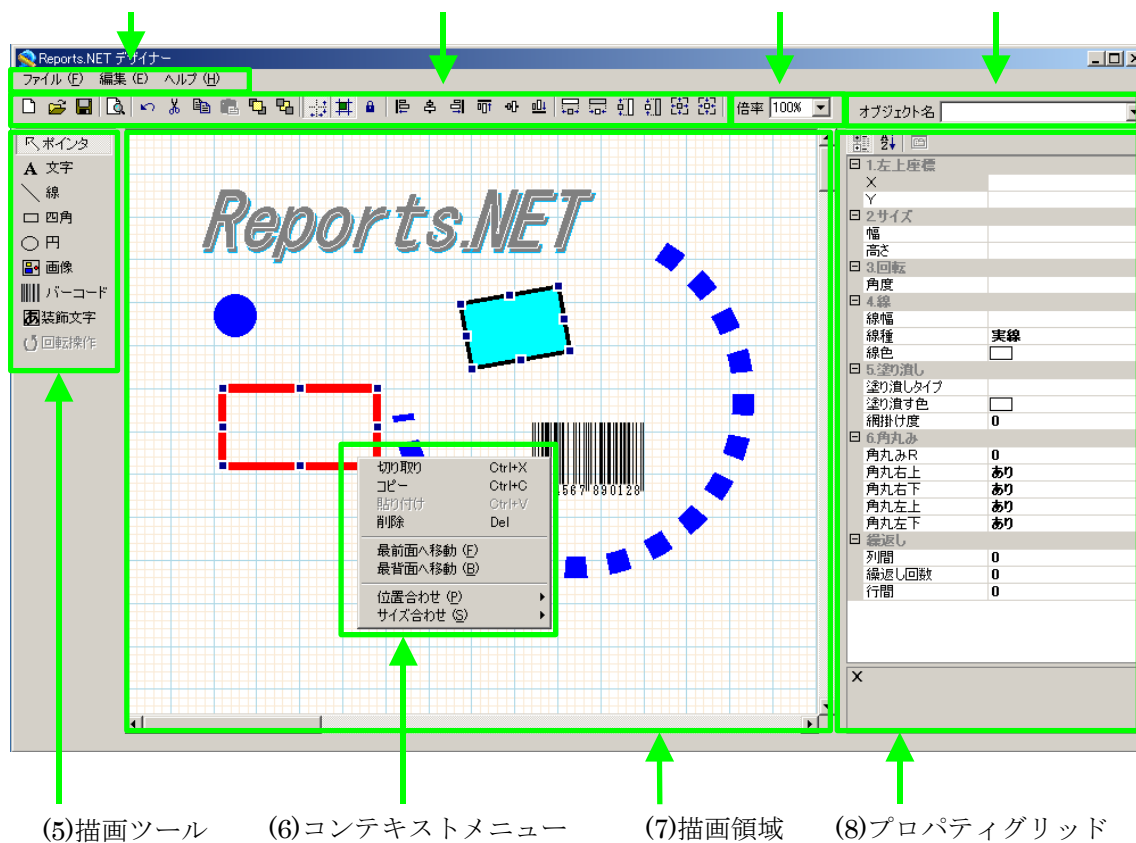 Reports.NET デザイナー
ファイル (F) 編集 (E) ヘルプ (H)
倍率 100%
オブジェクト名
ポインタ
A 文字
線
四角
円
画像
バーコード
あ 装飾文字
回転操作
Reports.NET
567 890128
切り取り Ctrl+X
コピー Ctrl+C
貼り付け Ctrl+V
削除 Del
最前面へ移動 (F)
最背面へ移動 (B)
位置合わせ (P)
サイズ合わせ (S)
1.左上座標
X
Y
2.サイズ
幅
高さ
3.回転
角度
4.線
線幅
線種 実線
線色
5.塗り潰し
塗り潰しタイプ
塗り潰す色
網掛け度 0
6.角丸み
角丸みR 0
角丸右上 あり
角丸右下 あり
角丸左上 あり
角丸左下 あり
繰返し
列間 0
繰返し回数 0
行間 0
X
(5)描画ツール (6)コンテキストメニュー (7)描画領域 (8)プロパティグリッド